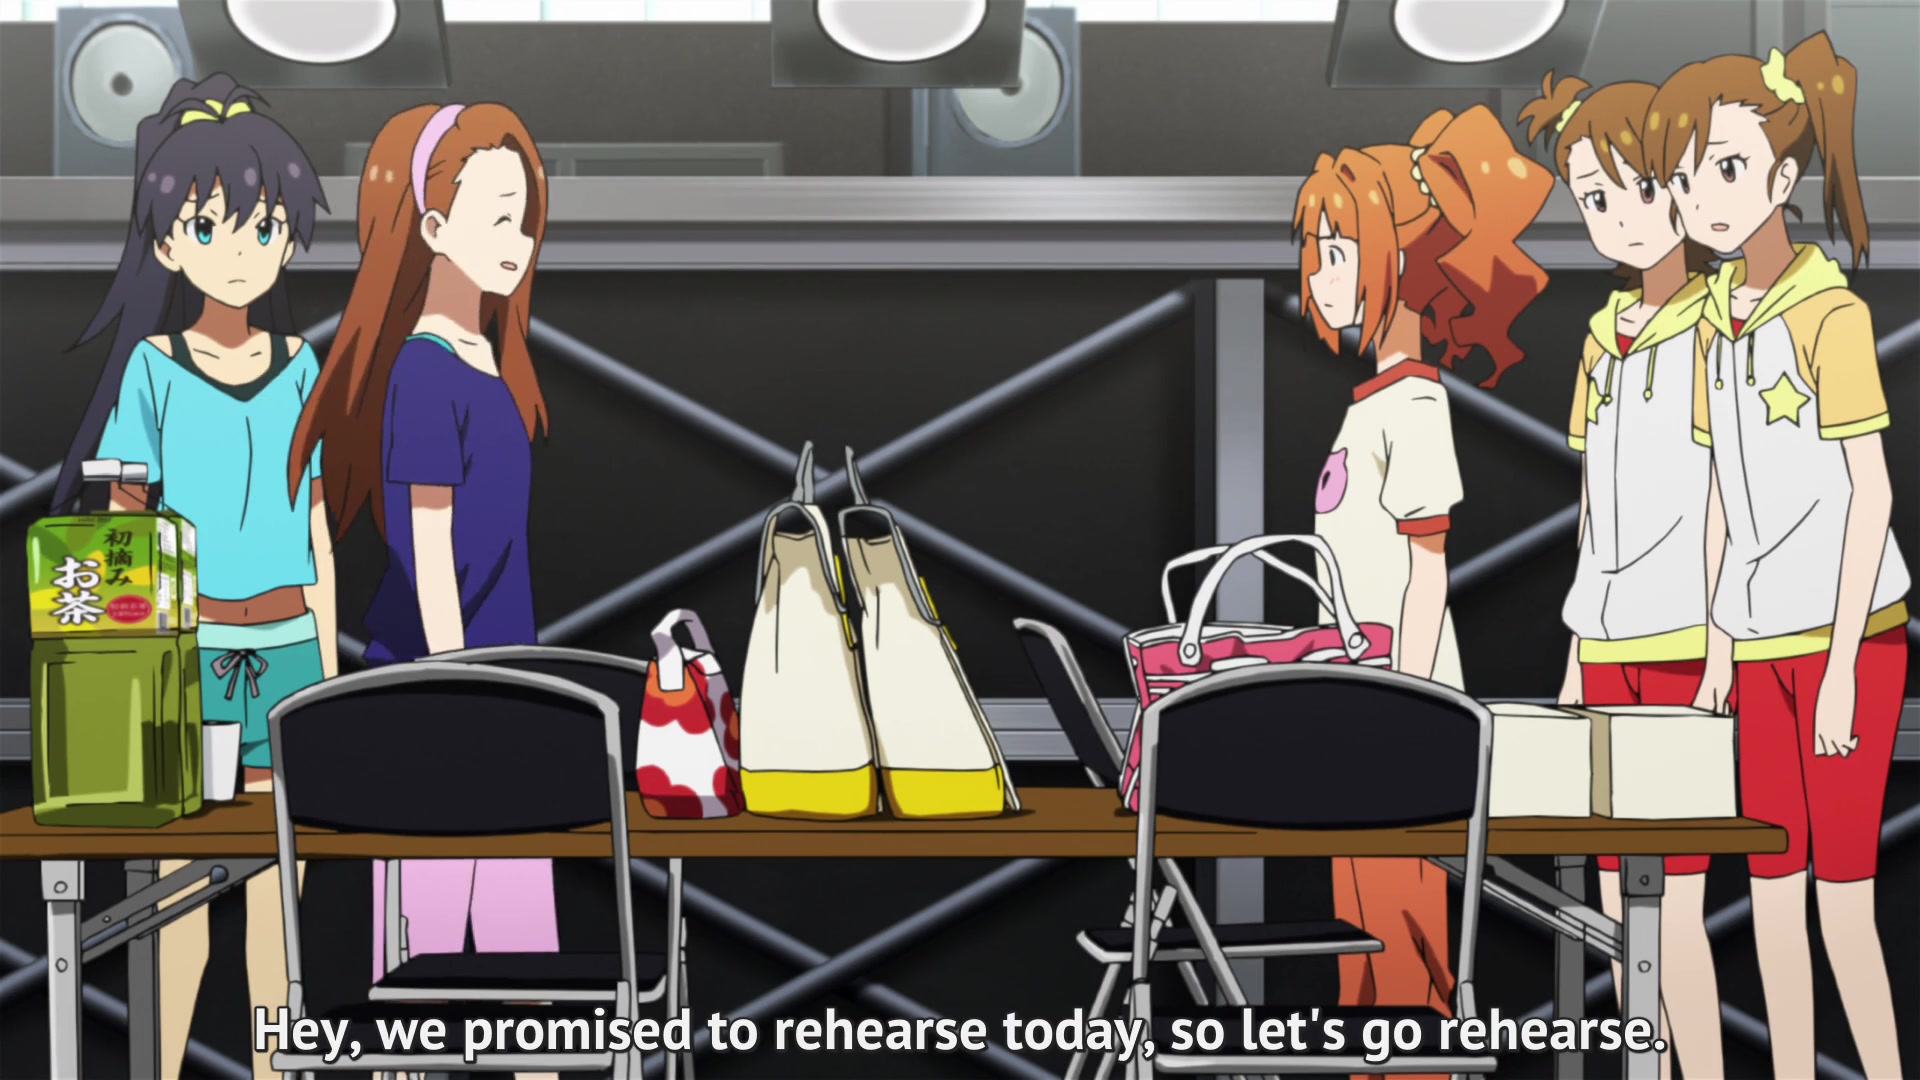 初摘み
お茶
Hey, we promised to rehearse today, so let's go rehearse.